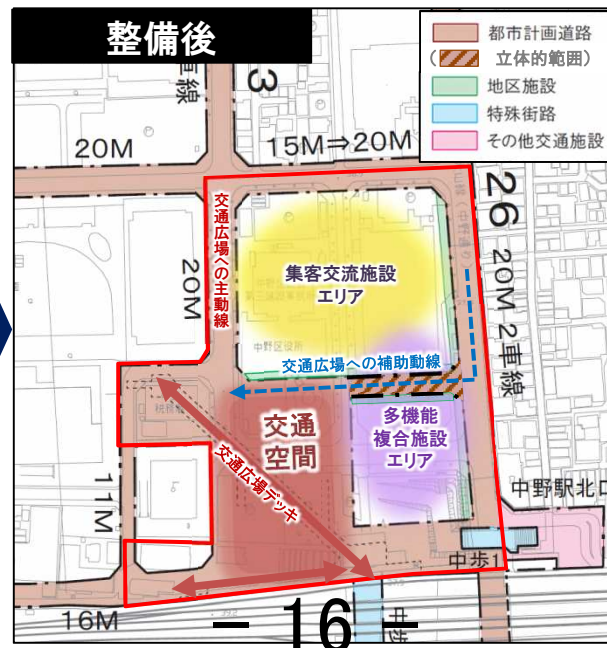 整備後
都市計画道路
(立体的範囲)
地区施設
特殊街路
その他交通施設
3
20M
15M⇒20M
26
20M-2車線
交通広場への主動線
20M
集客交流施設
エリア
中野区役所
交通広場への補助動線
交通
空間
多機能
複合施設
エリア
交通広場デッキ
11M
中野駅北口
中歩1
16M
- 16 -